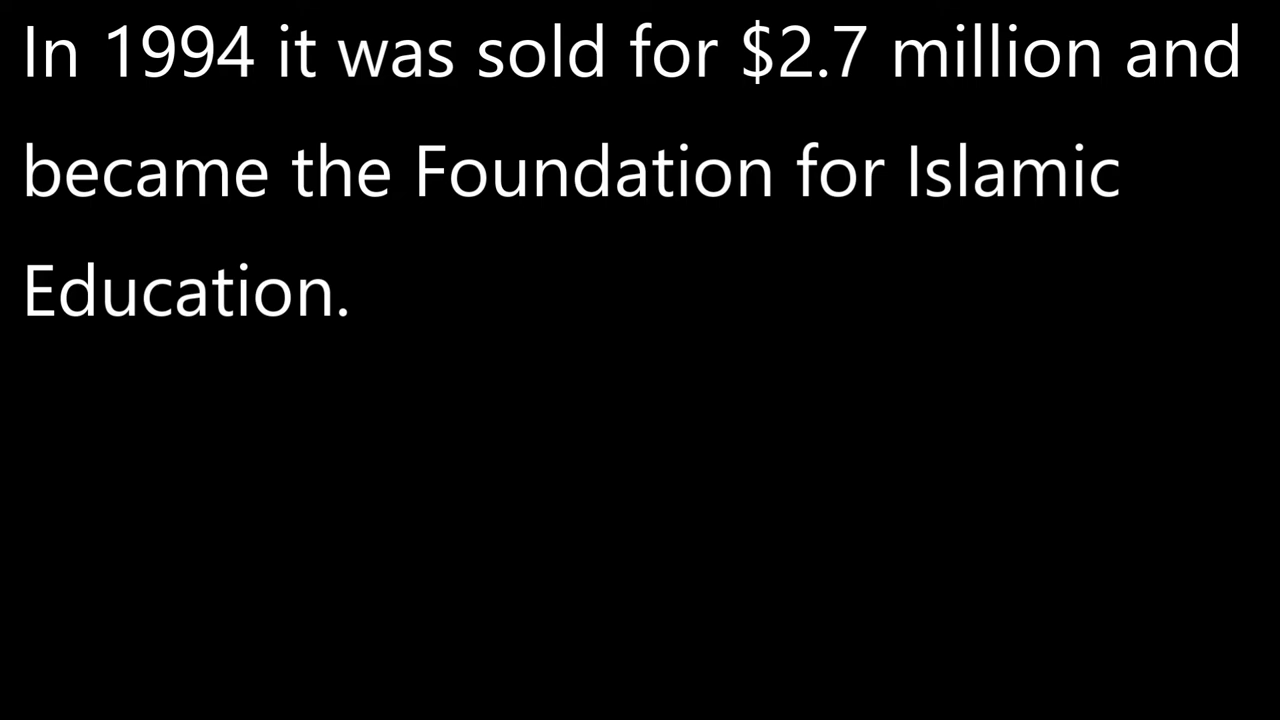 In 1994 it was sold for $2.7 million and
became the Foundation for Islamic
Education.